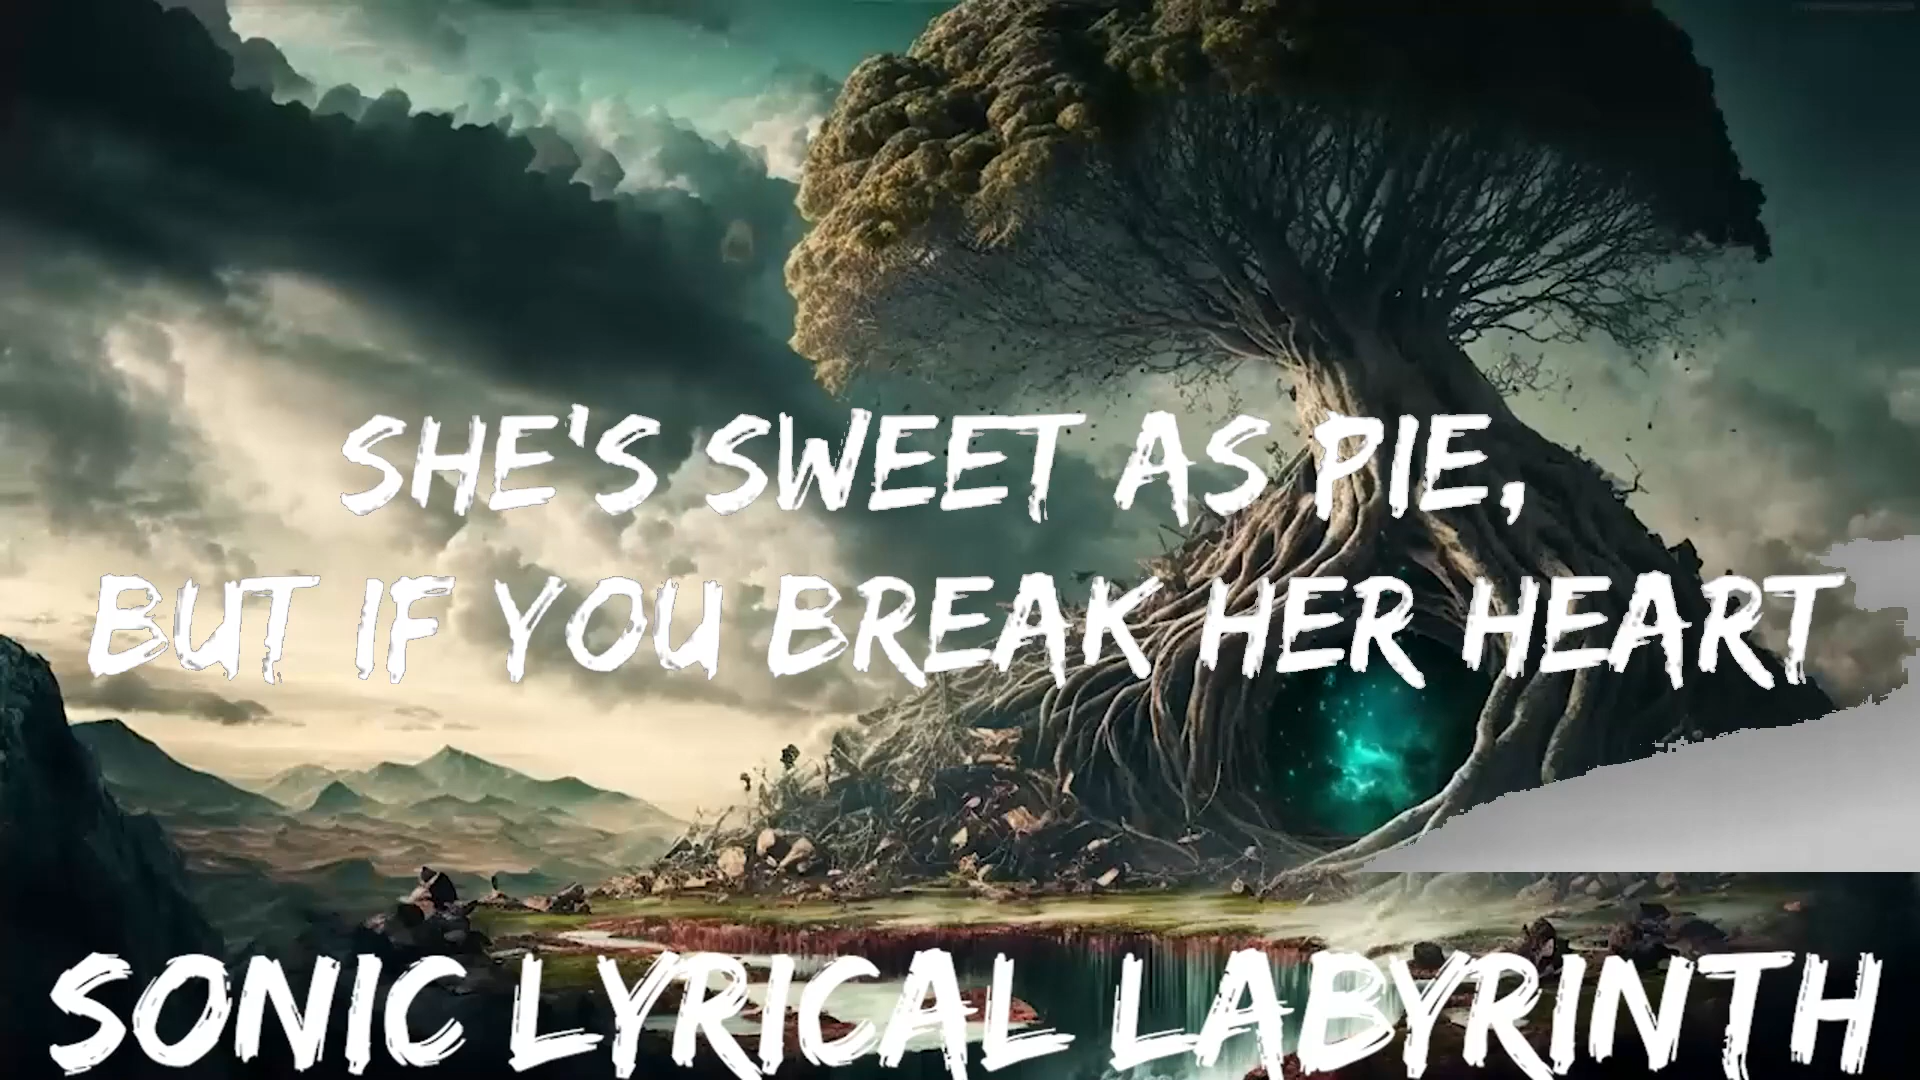 SHE'S SWEET AS PIE,
BUT IF YOU BREAK HER HEART
SONIC LYRICAL LABYRINTH